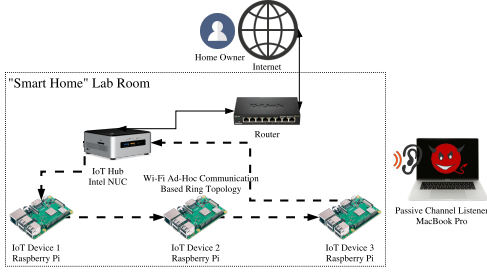 Home Owner
Internet
"Smart Home" Lab Room
D-Link
Router
IoT Hub
Intel NUC
Wi-Fi Ad-Hoc Communication
Based Ring Topology
Passive Channel Listener
MacBook Pro
IoT Device 1
Raspberry Pi
IoT Device 2
Raspberry Pi
IoT Device 3
Raspberry Pi